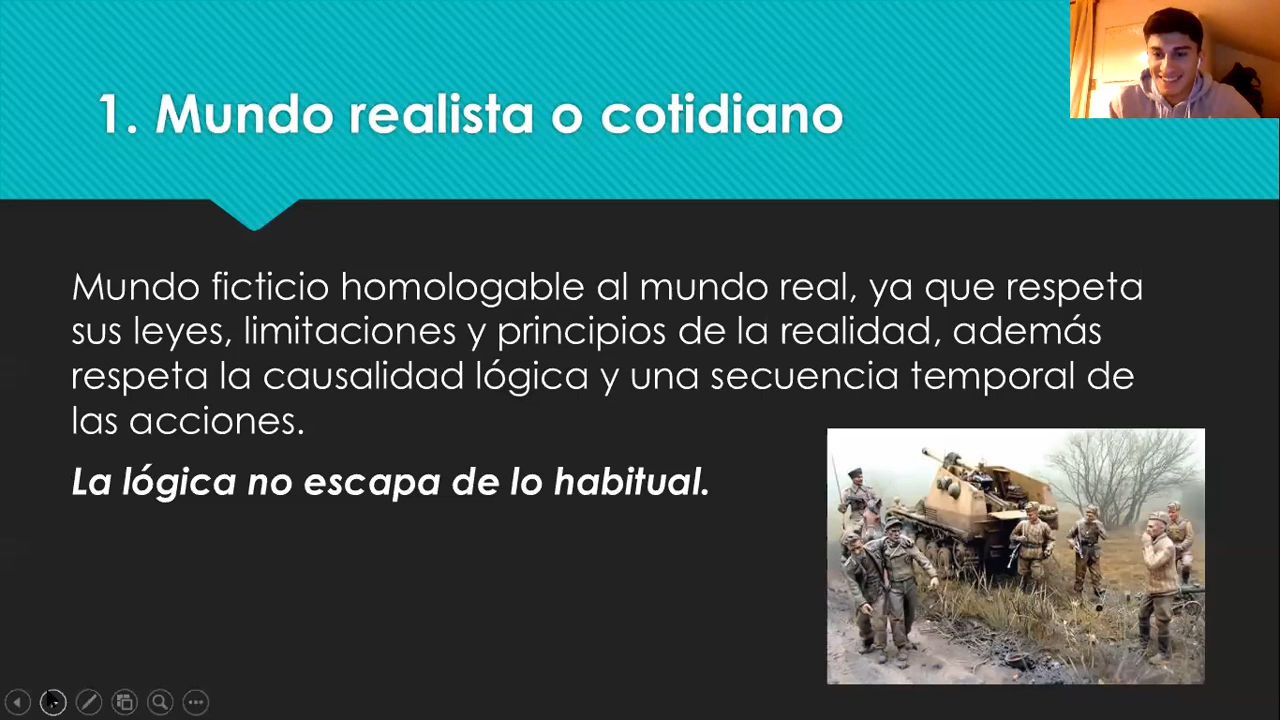 1. Mundo realista o cotidiano
Mundo ficticio homologable al mundo real, ya que respeta
sus leyes, limitaciones y principios de la realidad, además
respeta la causalidad lógica y una secuencia temporal de
las acciones.
La lógica no escapa de lo habitual.